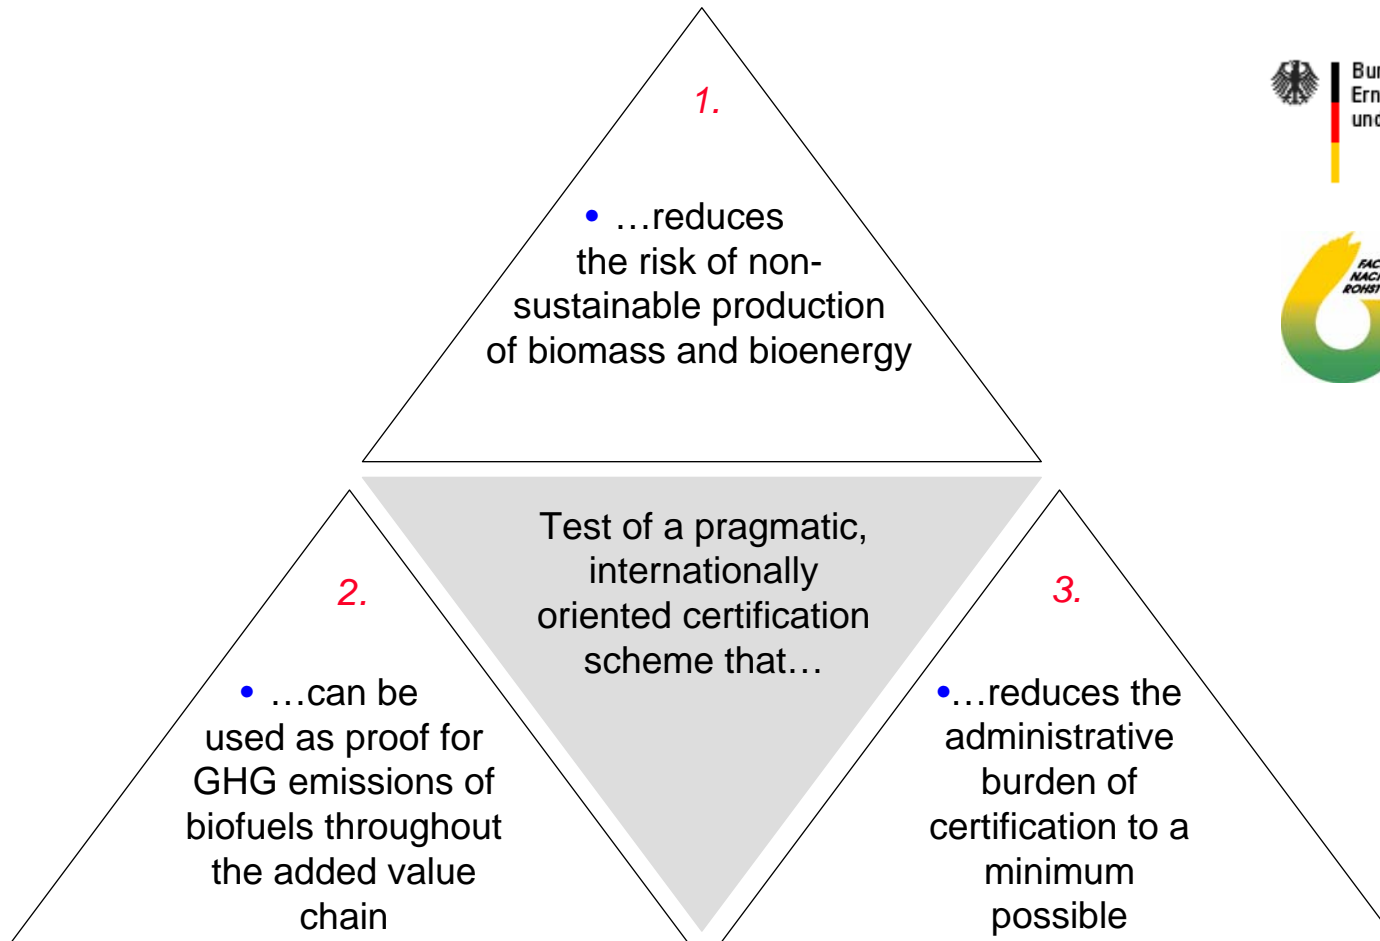 1.
• …reduces
the risk of non-
sustainable production
of biomass and bioenergy
Test of a pragmatic,
internationally
oriented certification
scheme that…
2.
• …can be
used as proof for
GHG emissions of
biofuels throughout
the added value
chain
3.
•…reduces the
administrative
burden of
certification to a
minimum
possible
und